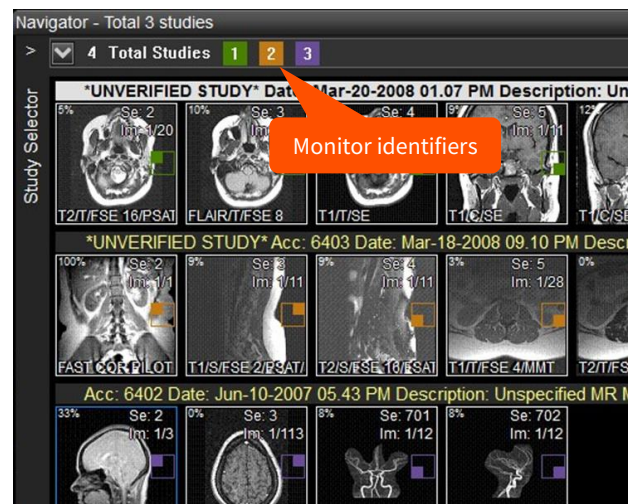 Navigator - Total 3 studies
> 4 Total Studies 1 2 3
Study Selector
*UNVERIFIED STUDY* Date: Mar-20-2008 01.07 PM Description: Un
5% Se: 2 10% Se: 3 Se: 4 9% Se: 5 12%
Im: 1/20 Im: 1/11
Monitor identifiers
T2/T/FSE 16/PSAT FLAIR/T/FSE 8 T1/T/SE T1/C/SE T1/C/SE
*UNVERIFIED STUDY* Acc: 6403 Date: Mar-18-2008 09.10 PM Descr
100% Se: 2 9% Se: 3 9% Se: 4 3% Se: 5 0%
Im: 1/1 Im: 1/11 Im: 1/11 Im: 1/28
FAST COR PILOT T1/S/FSE 2/PSAT/ T2/S/FSE 16/PSAT T1/T/FSE 4/MMT T2/T/FS
Acc: 6402 Date: Jun-10-2007 05.43 PM Description: Unspecified MR M
33% Se: 2 0% Se: 3 8% Se: 701 8% Se: 702
Im: 1/3 Im: 1/113 Im: 1/12 Im: 1/12